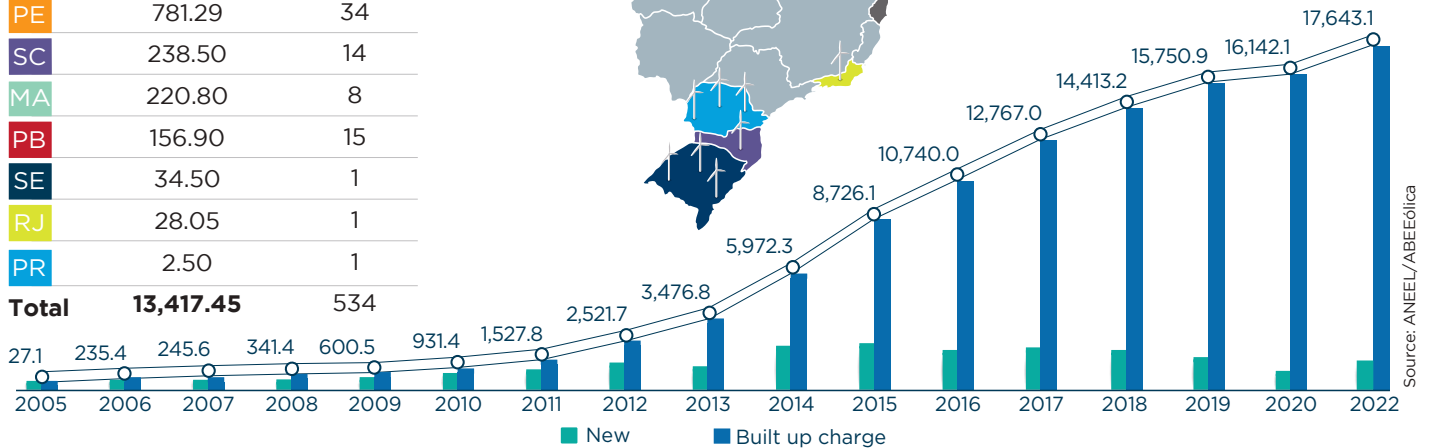 PE 781.29 34
SC 238.50 14
MA 220.80 8
PB 156.90 15
SE 34.50 1
RJ 28.05 1
PR 2.50 1
Total 13,417.45 534
27.1 235.4 245.6 341.4 600.5 931.4 1,527.8 2,521.7 3,476.8 5,972.3 8,726.1 10,740.0 12,767.0 14,413.2 15,750.9 16,142.1 17,643.1
2005 2006 2007 2008 2009 2010 2011 2012 2013 2014 2015 2016 2017 2018 2019 2020 2022
New Built up charge
Source: ANEEL/ABEEólica